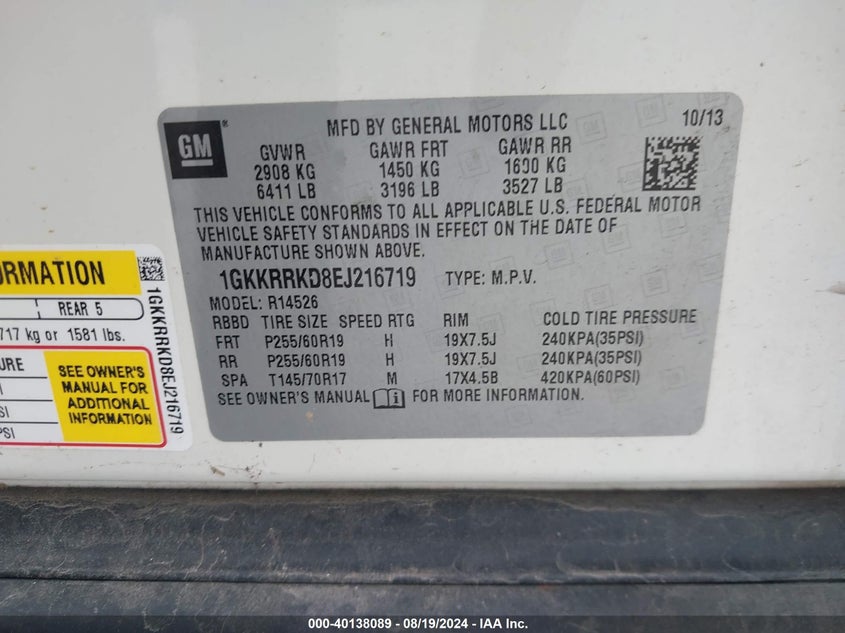 GM®
MFD BY GENERAL MOTORS LLC 10/13
GVWR GAWR FRT GAWR RR
2908 KG 1450 KG 1600 KG
6411 LB 3196 LB 3527 LB
THIS VEHICLE CONFORMS TO ALL APPLICABLE U.S. FEDERAL MOTOR
VEHICLE SAFETY STANDARDS IN EFFECT ON THE DATE OF
MANUFACTURE SHOWN ABOVE.
1GKKRRKD8EJ216719 TYPE: M.P.V.
MODEL: R14526
RBBD TIRE SIZE SPEED RTG RIM COLD TIRE PRESSURE
FRT P255/60R19 H 19X7.5J 240KPA(35PSI)
RR P255/60R19 H 19X7.5J 240KPA(35PSI)
SPA T145/70R17 M 17X4.5B 420KPA(60PSI)
SEE OWNER'S MANUAL FOR MORE INFORMATION.
ORMATION
REAR 5
717 kg or 1581 lbs.
URE
SI
SI
PSI
SEE OWNER'S
MANUAL FOR
ADDITIONAL
INFORMATION
1GKKRRKD8EJ216719
000-40138089 - 08/19/2024 - IAA Inc.